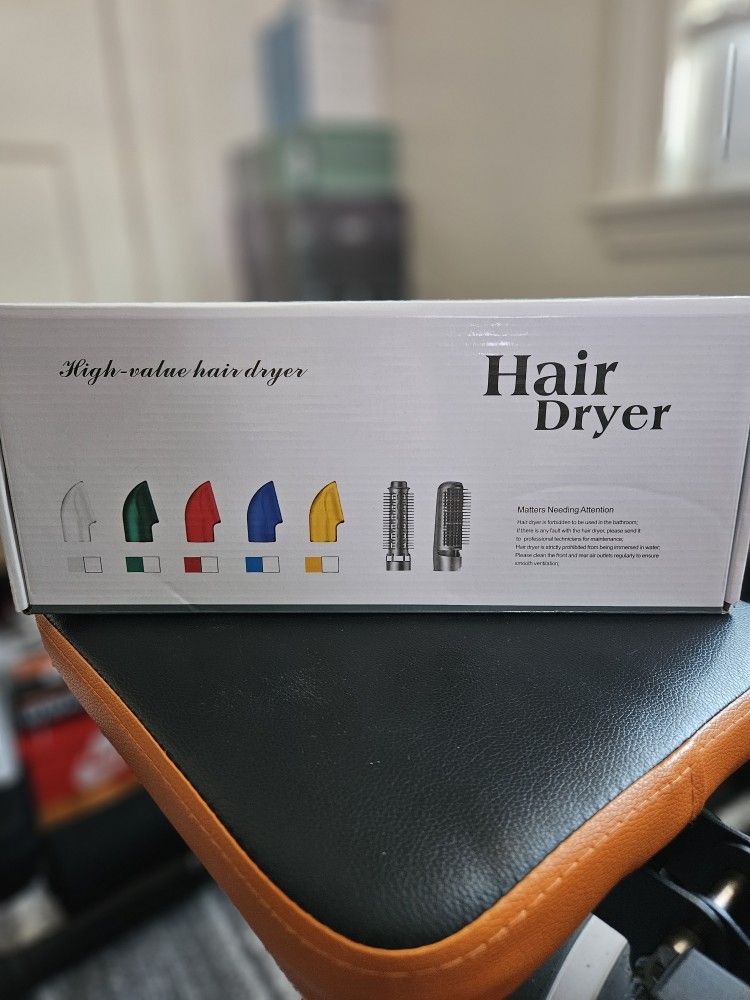 High-value hair dryer
Hair
Dryer
Matters Needing Attention
Hair dryer is forbidden to be used in the bathroom;
If there is any fault with the hair dryer, please send it
to professional technicians for maintenance;
Hair dryer is strictly prohibited from being immersed in water;
Please clean the front and rear air outlets regularly to ensure
smooth ventilation;